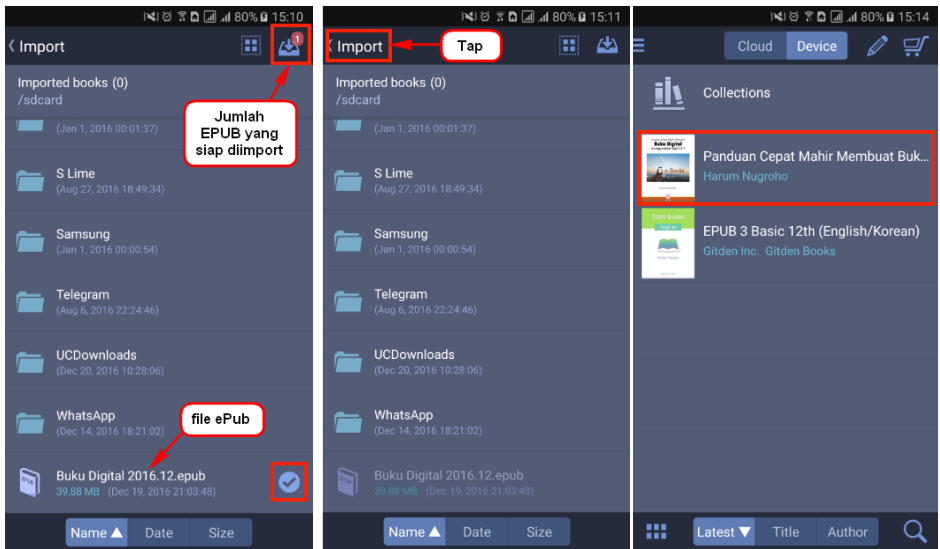 80% 15:10
Import
1
Imported books (0)
/sdcard
Jumlah
EPUB yang
siap diimport
(Jan 1, 2016 00:01:37)
S Lime
(Aug 27, 2016 18:49:34)
Samsung
(Jan 1, 2016 00:00:54)
Telegram
(Aug 6, 2016 22:24:46)
UCDownloads
(Dec 20, 2016 10:28:06)
WhatsApp
(Dec 14, 2016 18:21:02)
file ePub
Buku Digital 2016.12.epub
39.88 MB (Dec 19, 2016 21:03:48)
Name ▲ Date Size
80% 15:11
Import
Tap
Imported books (0)
/sdcard
(Jan 1, 2016 00:01:37)
S Lime
(Aug 27, 2016 18:49:34)
Samsung
(Jan 1, 2016 00:00:54)
Telegram
(Aug 6, 2016 22:24:46)
UCDownloads
(Dec 20, 2016 10:28:06)
WhatsApp
(Dec 14, 2016 18:21:02)
Buku Digital 2016.12.epub
39.88 MB (Dec 19, 2016 21:03:48)
Name ▲ Date Size
80% 15:14
Cloud Device
Collections
Buku Digital
Panduan Cepat Mahir Membuat Buk...
Harum Nugroho
Start Guide
EPUB 3 Basic 12th (English/Korean)
Gitden Inc. Gitden Books
Latest ▼ Title Author